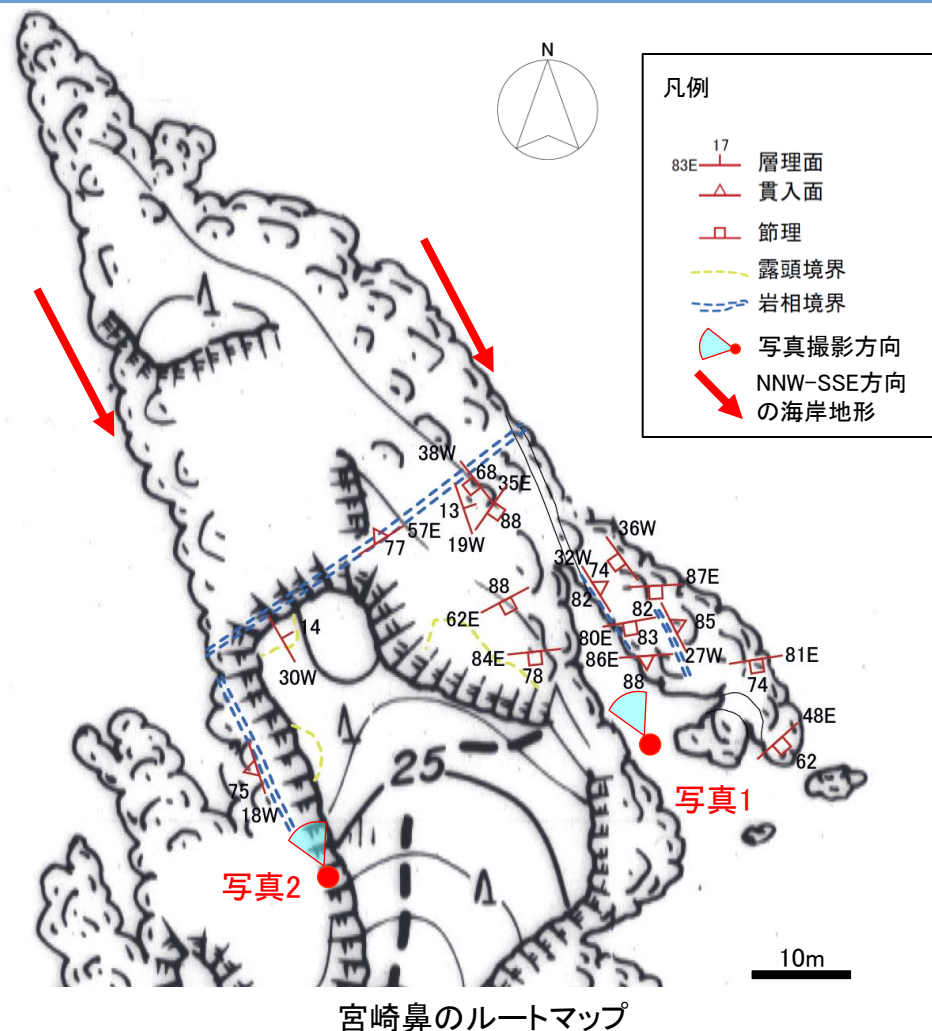 N
凡例
17
83E
層理面
貫入面
節理
露頭境界
岩相境界
写真撮影方向
NNW-SSE方向
の海岸地形
38W
68
35E
13
88
19W
57E
77
36W
32W
74
87E
82
82
85
88
62E
80E
83
27W
86E
88
84E
78
81E
74
14
30W
48E
62
写真1
25
75
18W
写真2
10m
宮崎鼻のルートマップ